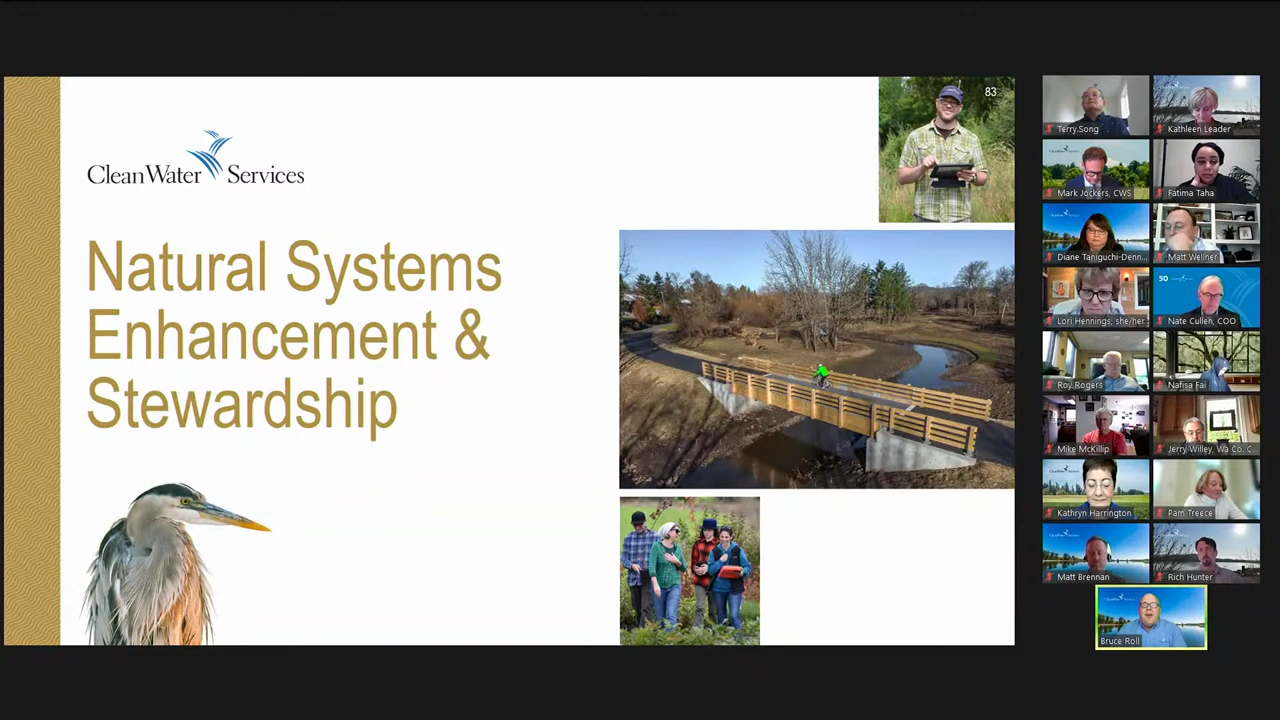 83
CleanWater Services
Natural Systems
Enhancement &
Stewardship
Terry.Song
Kathleen Leader
Mark Jockers, CWS
Fatima Taha
Diane Taniguchi-Denn...
Matt Wellner
Lori Hennings, she/her
50
Nate Cullen, COO
Roy Rogers
Nafisa Fai
Mike McKillip
Jerry Willey, Wa Co. C...
Kathryn Harrington
Pam Treece
Matt Brennan
Rich Hunter
Bruce Roll